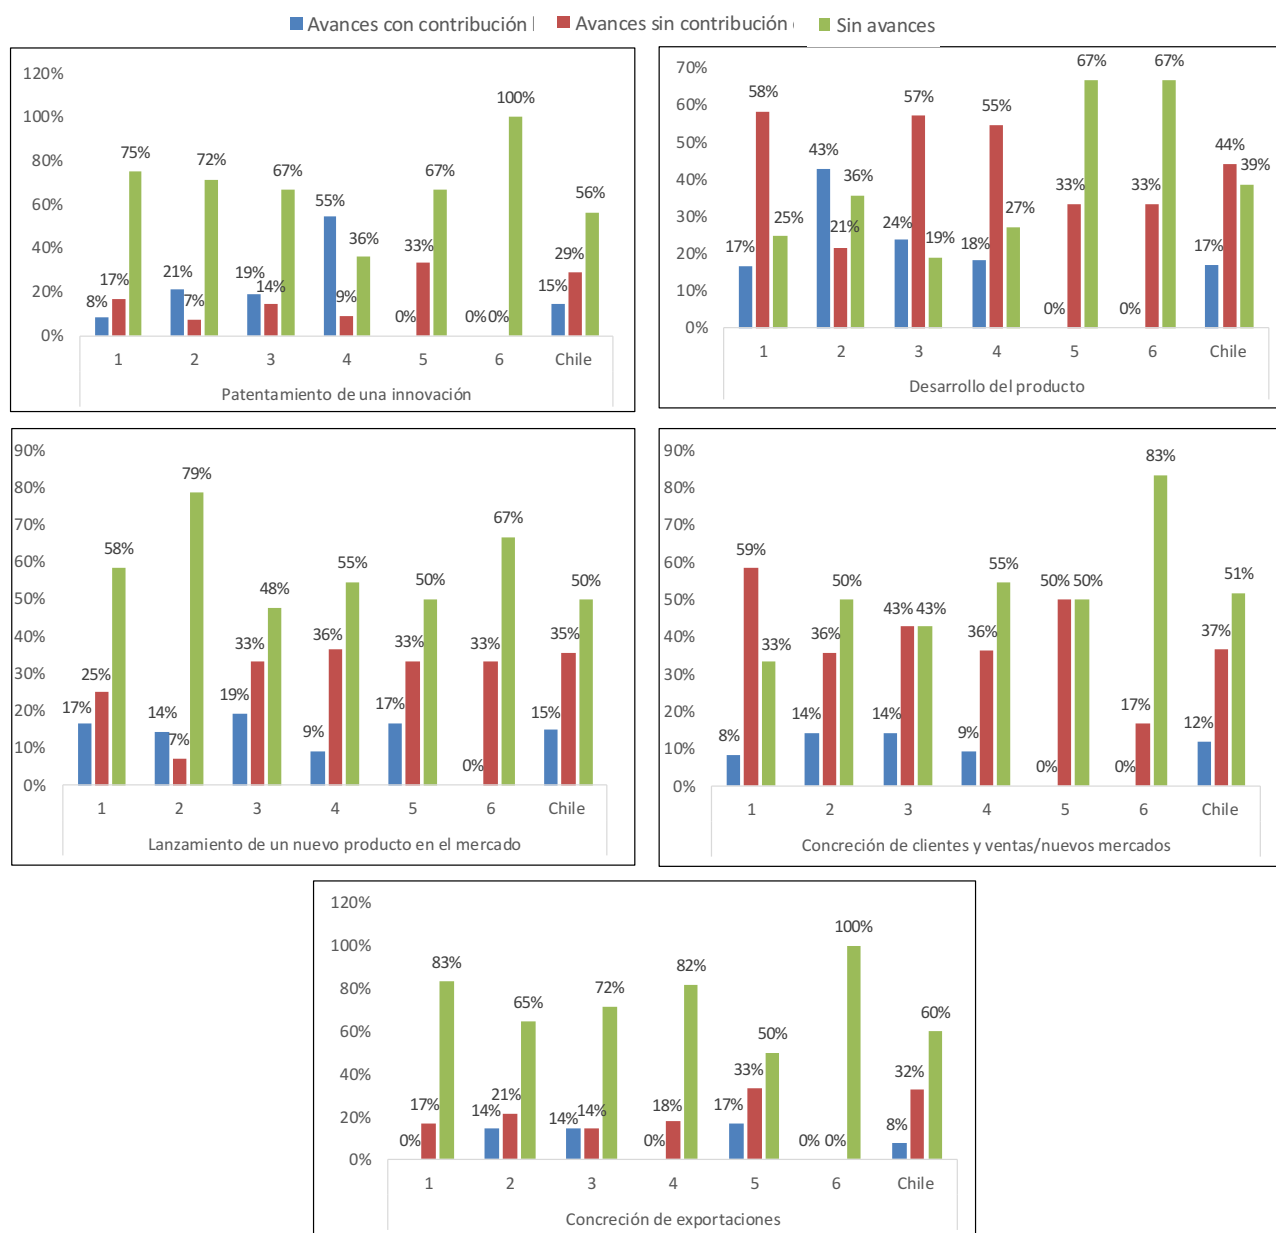 Avances con contribución Avances sin contribución Sin avances
120%
100%
80%
60%
40%
20%
0%
75% 72% 67% 55% 36% 67% 100% 56%
8% 17% 21% 7% 19% 14% 9% 0% 33% 0% 0% 15% 29%
1 2 3 4 5 6 Chile
Patentamiento de una innovación
70%
60%
50%
40%
30%
20%
10%
0%
17% 58% 25% 43% 21% 36% 24% 57% 19% 18% 55% 27% 0% 33% 67% 0% 33% 67% 17% 44% 39%
1 2 3 4 5 6 Chile
Desarrollo del producto
90%
80%
70%
60%
50%
40%
30%
20%
10%
0%
17% 25% 58% 14% 7% 79% 19% 33% 48% 9% 36% 55% 17% 33% 50% 0% 33% 67% 15% 35% 50%
1 2 3 4 5 6 Chile
Lanzamiento de un nuevo producto en el mercado
90%
80%
70%
60%
50%
40%
30%
20%
10%
0%
8% 59% 33% 14% 36% 50% 14% 43% 43% 9% 36% 55% 0% 50% 50% 0% 17% 83% 12% 37% 51%
1 2 3 4 5 6 Chile
Concreción de clientes y ventas/nuevos mercados
120%
100%
80%
60%
40%
20%
0%
0% 17% 83% 14% 21% 65% 14% 14% 72% 0% 18% 82% 17% 33% 50% 0% 0% 100% 8% 32% 60%
1 2 3 4 5 6 Chile
Concreción de exportaciones